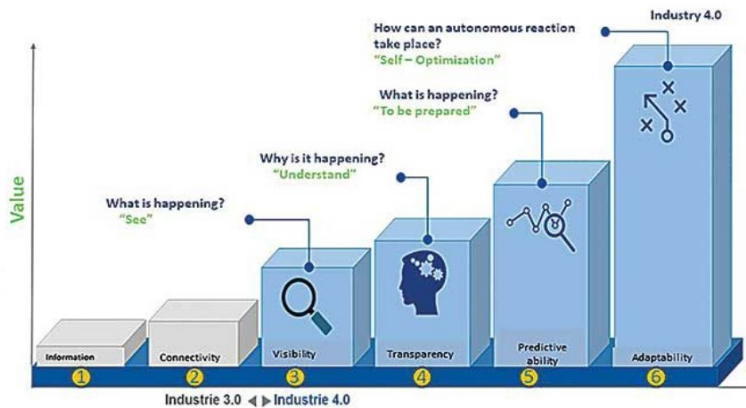 Industry 4.0
How can an autonomous reaction
take place?
"Self – Optimization"
What is happening?
"To be prepared"
Why is it happening?
"Understand"
What is happening?
"See"
Value
Information
Connectivity
Visibility
Transparency
Predictive
ability
Adaptability
1
2
3
4
5
6
Industrie 3.0
Industrie 4.0